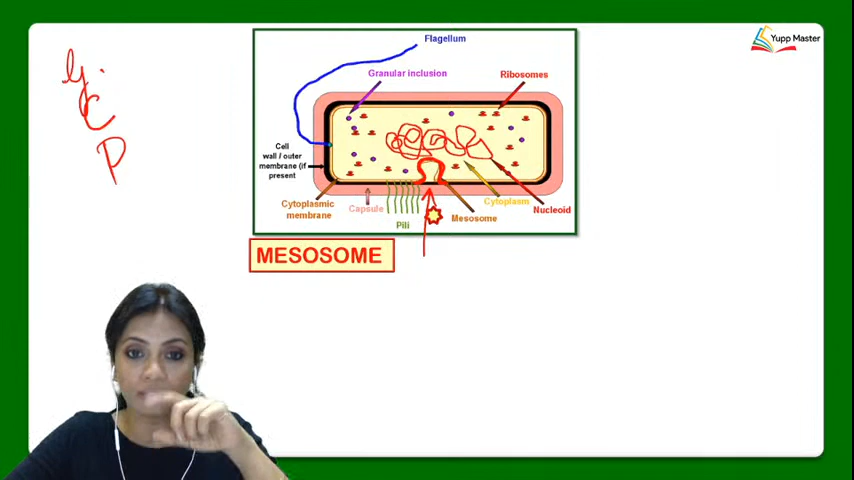 Yupp Master
Flagellum
Granular inclusion
Ribosomes
Cell
wall / outer
membrane (if
present
Cytoplasmic
membrane
Capsule
Pili
Mesosome
Cytoplasm
Nucleoid
MESOSOME
C
P